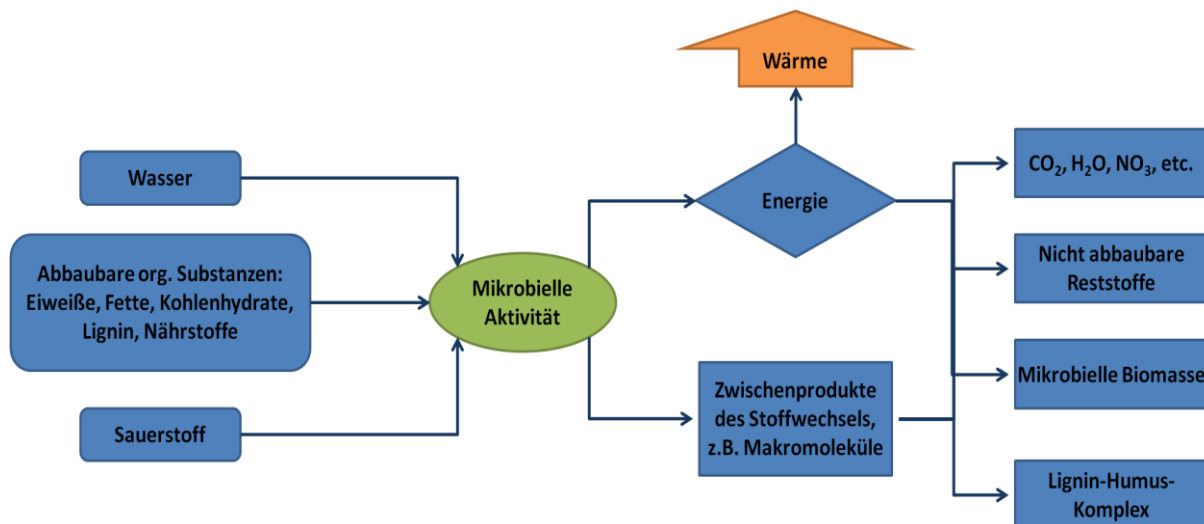 Wärme
Wasser
Energie
CO₂, H₂O, NO₃, etc.
Abbaubare org. Substanzen:
Eiweiße, Fette, Kohlenhydrate,
Lignin, Nährstoffe
Mikrobielle
Aktivität
Nicht abbaubare
Reststoffe
Sauerstoff
Zwischenprodukte
des Stoffwechsels,
z.B. Makromoleküle
Mikrobielle Biomasse
Lignin-Humus-
Komplex